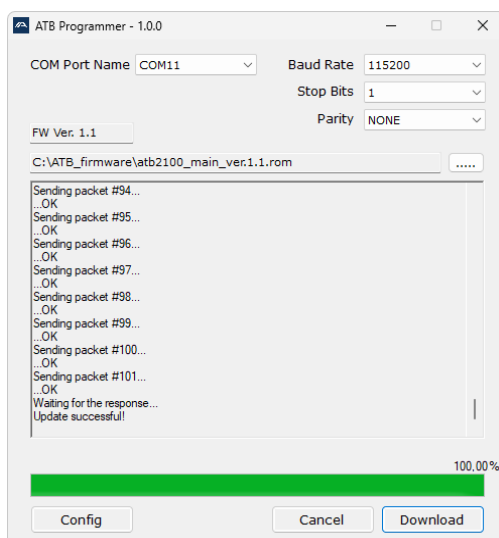 ATB Programmer - 1.0.0
COM Port Name COM11 Baud Rate 115200
Stop Bits 1
Parity NONE
FW Ver. 1.1
C:\ATB_firmware\atb2100_main_ver.1.1.rom .....
Sending packet #94...
...OK
Sending packet #95...
...OK
Sending packet #96...
...OK
Sending packet #97...
...OK
Sending packet #98...
...OK
Sending packet #99...
...OK
Sending packet #100...
...OK
Sending packet #101...
...OK
Waiting for the response...
Update successful!
100,00%
Config Cancel Download